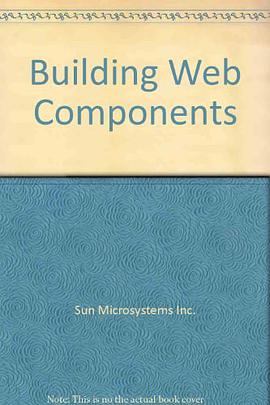 Building Web
Components
Sun Microsystems Inc.
Note: This is no the actual book cover